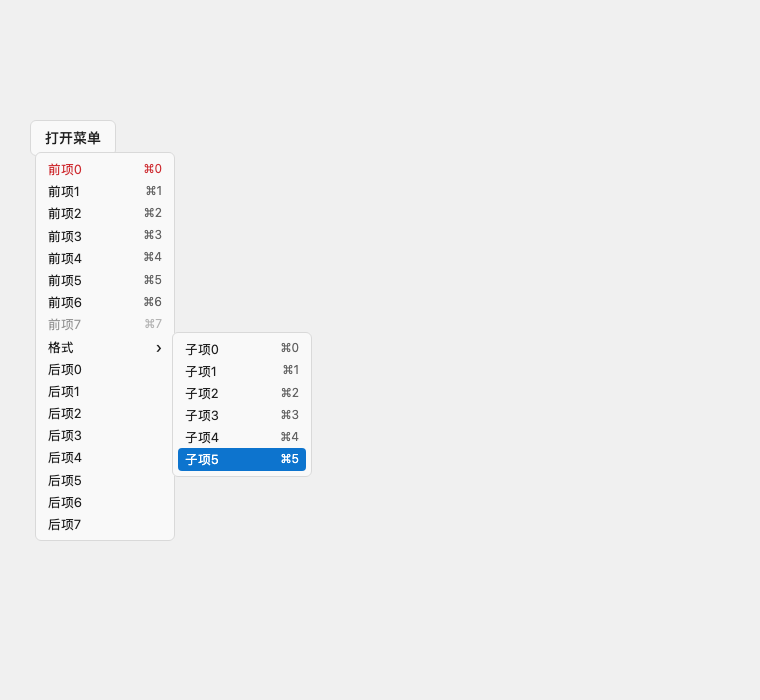 打开菜单
前项0 ⌘0
前项1 ⌘1
前项2 ⌘2
前项3 ⌘3
前项4 ⌘4
前项5 ⌘5
前项6 ⌘6
前项7 ⌘7
格式 ›
后项0
后项1
后项2
后项3
后项4
后项5
后项6
后项7
子项0 ⌘0
子项1 ⌘1
子项2 ⌘2
子项3 ⌘3
子项4 ⌘4
子项5 ⌘5